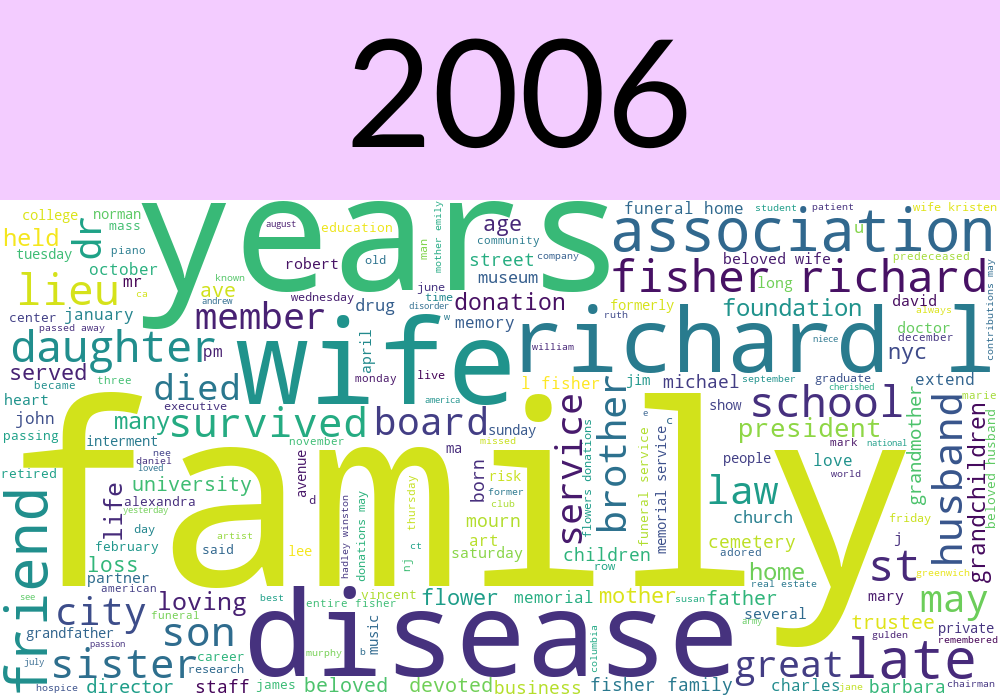 2006
college norman mass
years
august education
mother emily
man
age
community
funeral home student patient wife kristen
association
u
held
tuesday
dr
piano
october
robert
old
street
company
museum
beloved wife
predeceased
fisher richard
long
mr
known
lieu
ave
ca
andrew
wednesday
june
time
disorder
w
drug
donation
memory
formerly
ruth
foundation
david
always
contributions may
center january
passed away
member
april
william
richard l
niece
doctor
december
nyc
daughter
pm
wife
served
became
three
died
monday
live
america
l fisher
jim
michael
september
graduate
cherished
extend
marie
heart
john
many
executive
survived
board
sunday
brother
e
c
show
school
president
mark
national
grandmother
husband
grandchildren
beloved husband
passing
interment
nee
daniel
loved
november
ma
missed
service
flowers donations
funeral service
memorial service
people
love
world
retired
university
avenue
family
born
risk
former
club
law
church
friday
life
alexandra
yesterday
d
hadley winston
donations may
thursday
mourn
art
saturday
cemetery
adored
j
friend
day
artist
february
said
lee
nj
ct
children
row
home
real estate
st
greenwich
loss
partner
american
see
city
loving
best
entire fisher
vincent
flower
memorial
mother
susan
father
several
mary
may
grandfather
passion
funeral
son
disease
music
murphy
b
columbia
army
trustee
gulden
private
remembered
july
sister
career
research
great
late
hospice
director
staff
james
beloved
devoted
business
fisher family
charles
jane
barbara
chairman